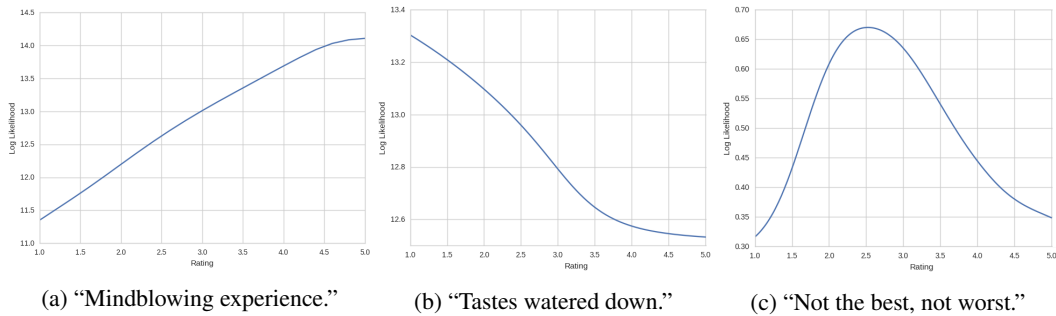 14.5
14.0
13.5
13.0
12.5
12.0
11.5
11.0
Log Likelihood
1.0 1.5 2.0 2.5 3.0 3.5 4.0 4.5 5.0
Rating
(a) “Mindblowing experience.”
13.4
13.2
13.0
12.8
12.6
Log Likelihood
1.0 1.5 2.0 2.5 3.0 3.5 4.0 4.5 5.0
Rating
(b) “Tastes watered down.”
0.70
0.65
0.60
0.55
0.50
0.45
0.40
0.35
0.30
Log Likelihood
1.0 1.5 2.0 2.5 3.0 3.5 4.0 4.5 5.0
Rating
(c) “Not the best, not worst.”